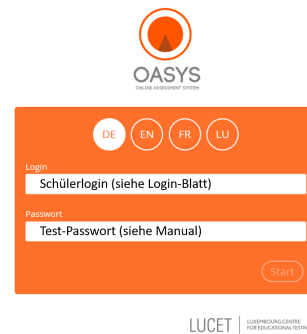 OASYS
ONLINE ASSESSMENT SYSTEM
DE EN FR LU
Login
Schülerlogin (siehe Login-Blatt)
Passwort
Test-Passwort (siehe Manual)
Start
LUCET LUXEMBOURG CENTRE
FOR EDUCATIONAL TESTING